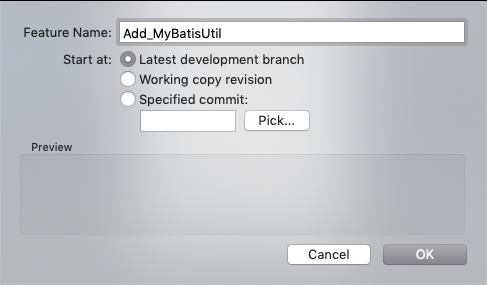 Feature Name: Add_MyBatisUtil
Start at: Latest development branch
Working copy revision
Specified commit:
Pick...
Preview
Cancel OK